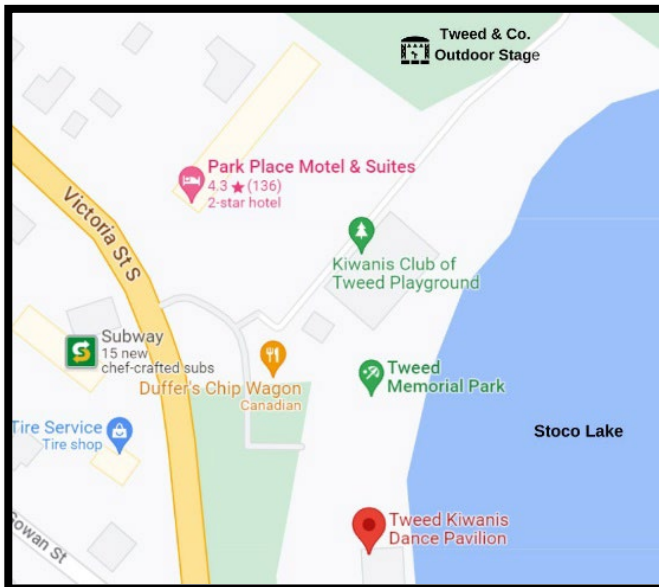 Tweed & Co.
Outdoor Stage
Park Place Motel & Suites
4.3 ★ (136)
2-star hotel
Victoria St S
Kiwanis Club of
Tweed Playground
Subway
15 new
chef-crafted subs
Duffer's Chip Wagon
Canadian
Tweed
Memorial Park
Tire Service
Tire shop
Stoco Lake
Tweed Kiwanis
Dance Pavilion
Gowan St